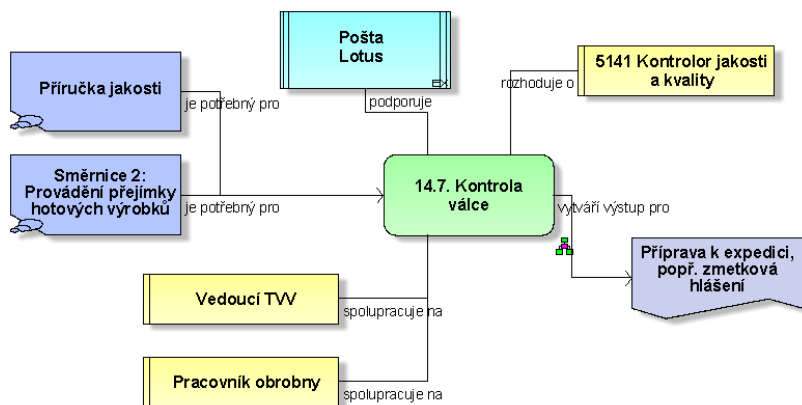 Pošta
Lotus
Příručka jakosti
5141 Kontrolor jakosti
a kvality
je potřebný pro
podporuje
rozhoduje o
Směrnice 2:
Provádění přejímky
hotových výrobků
je potřebný pro
14.7. Kontrola
válce
vytváří výstup pro
Příprava k expedici,
popř. zmetková
hlášení
Vedoucí TVV
spolupracuje na
Pracovník obrobny
spolupracuje na